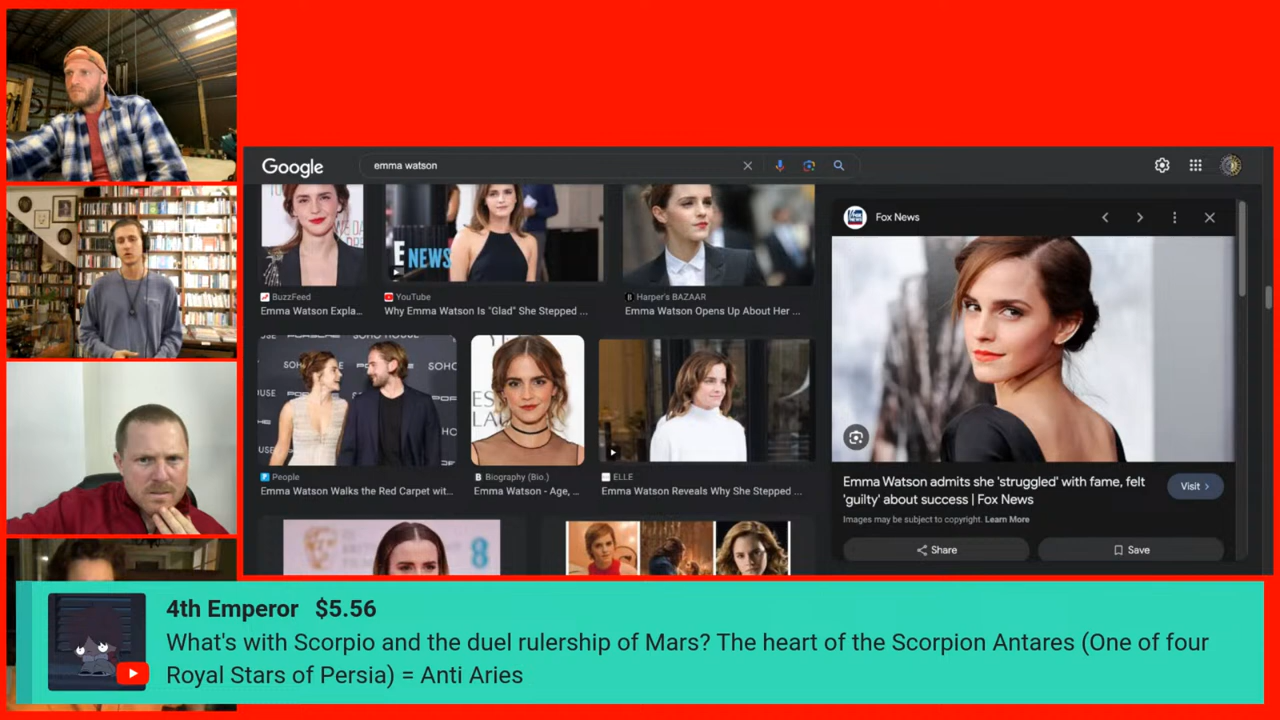 Google
emma watson
Fox News
E NEWS
BuzzFeed
Emma Watson Expla...
YouTube
Why Emma Watson Is "Glad" She Stepped ...
Harper's BAZAAR
Emma Watson Opens Up About Her ...
People
Emma Watson Walks the Red Carpet wit...
Biography (Bio.)
Emma Watson - Age, ...
ELLE
Emma Watson Reveals Why She Stepped ...
Emma Watson admits she 'struggled' with fame, felt
'guilty' about success | Fox News
Visit
Images may be subject to copyright. Learn More
Share
Save
4th Emperor $5.56
What's with Scorpio and the duel rulership of Mars? The heart of the Scorpion Antares (One of four
Royal Stars of Persia) = Anti Aries